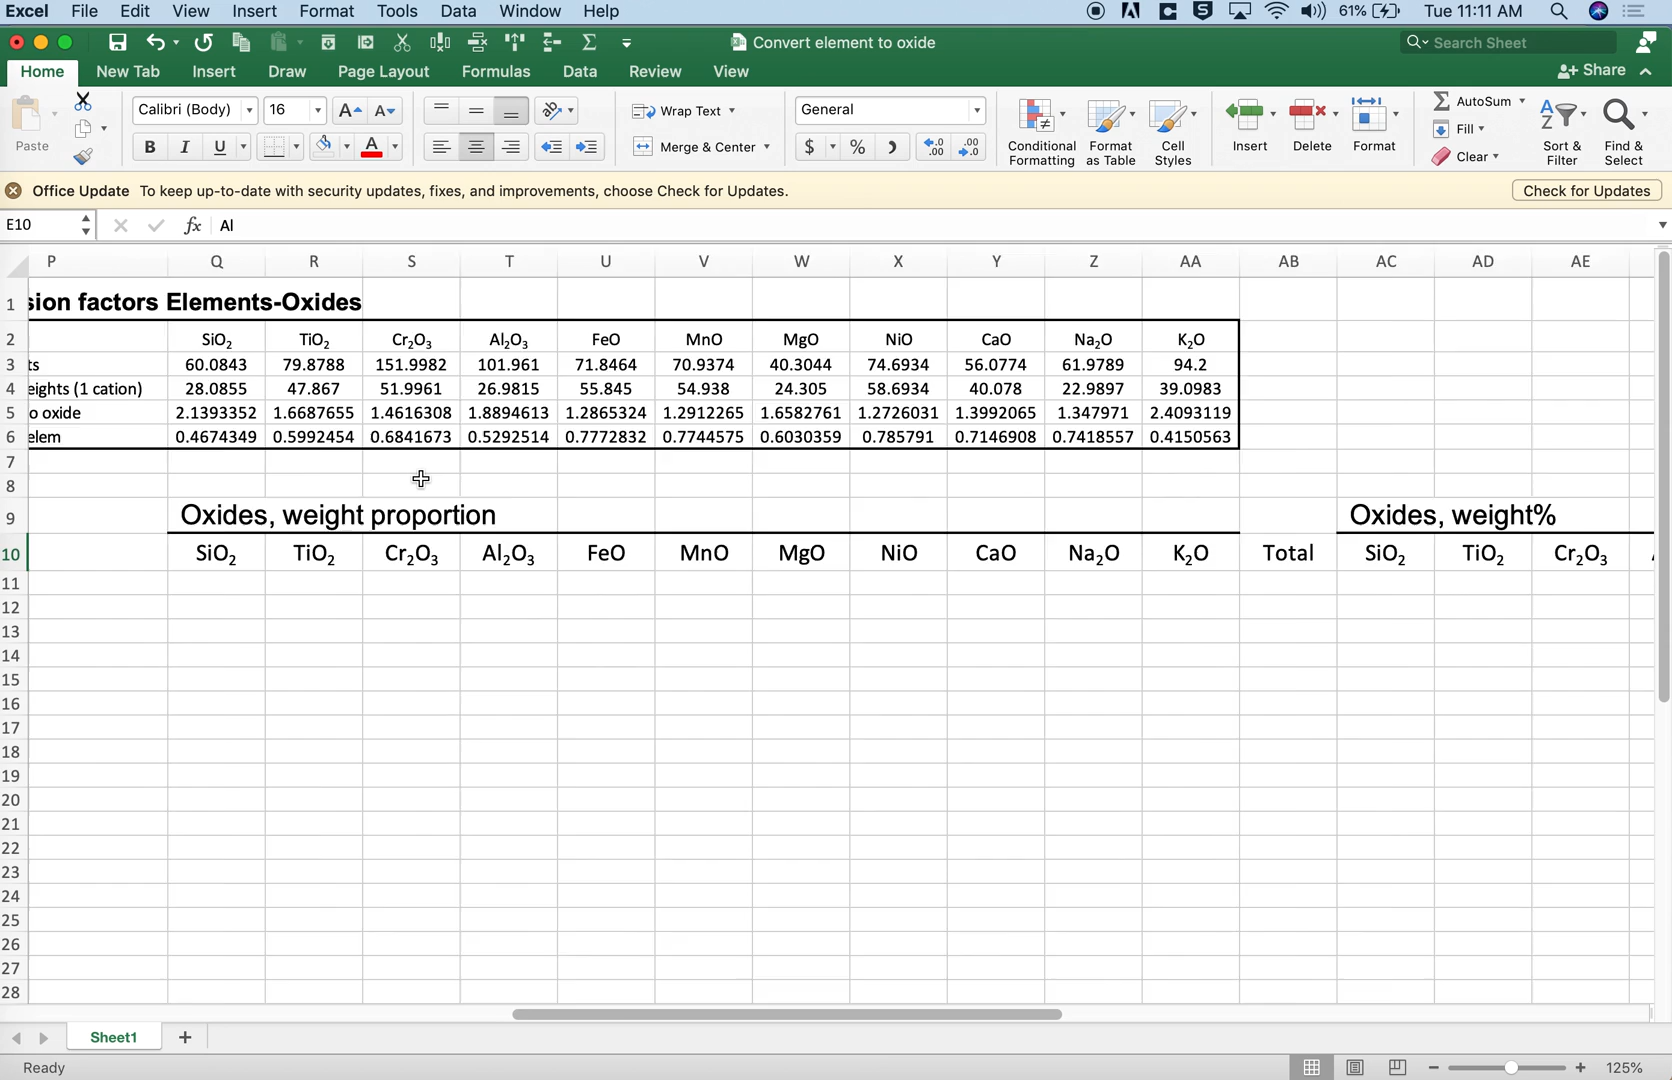 Excel File Edit View Insert Format Tools Data Window Help 61% Tue 11:11 AM
Convert element to oxide Search Sheet
Home New Tab Insert Draw Page Layout Formulas Data Review View Share
Paste Calibri (Body) 16 Wrap Text General AutoSum
Fill
B I U Merge & Center $ % Conditional Formatting Format as Table Cell Styles Insert Delete Format Clear Sort & Filter Find & Select
Office Update To keep up-to-date with security updates, fixes, and improvements, choose Check for Updates. Check for Updates
E10 fx Al
P Q R S T U V W X Y Z AA AB AC AD AE
1 sion factors Elements-Oxides
2 SiO₂ TiO₂ Cr₂O₃ Al₂O₃ FeO MnO MgO NiO CaO Na₂O K₂O
3 ts 60.0843 79.8788 151.9982 101.961 71.8464 70.9374 40.3044 74.6934 56.0774 61.9789 94.2
4 eights (1 cation) 28.0855 47.867 51.9961 26.9815 55.845 54.938 24.305 58.6934 40.078 22.9897 39.0983
5 o oxide 2.1393352 1.6687655 1.4616308 1.8894613 1.2865324 1.2912265 1.6582761 1.2726031 1.3992065 1.347971 2.4093119
6 elem 0.4674349 0.5992454 0.6841673 0.5292514 0.7772832 0.7744575 0.6030359 0.785791 0.7146908 0.7418557 0.4150563
7
8
9 Oxides, weight proportion Oxides, weight%
10 SiO₂ TiO₂ Cr₂O₃ Al₂O₃ FeO MnO MgO NiO CaO Na₂O K₂O Total SiO₂ TiO₂ Cr₂O₃
11
12
13
14
15
16
17
18
19
20
21
22
23
24
25
26
27
28
Sheet1
Ready 125%